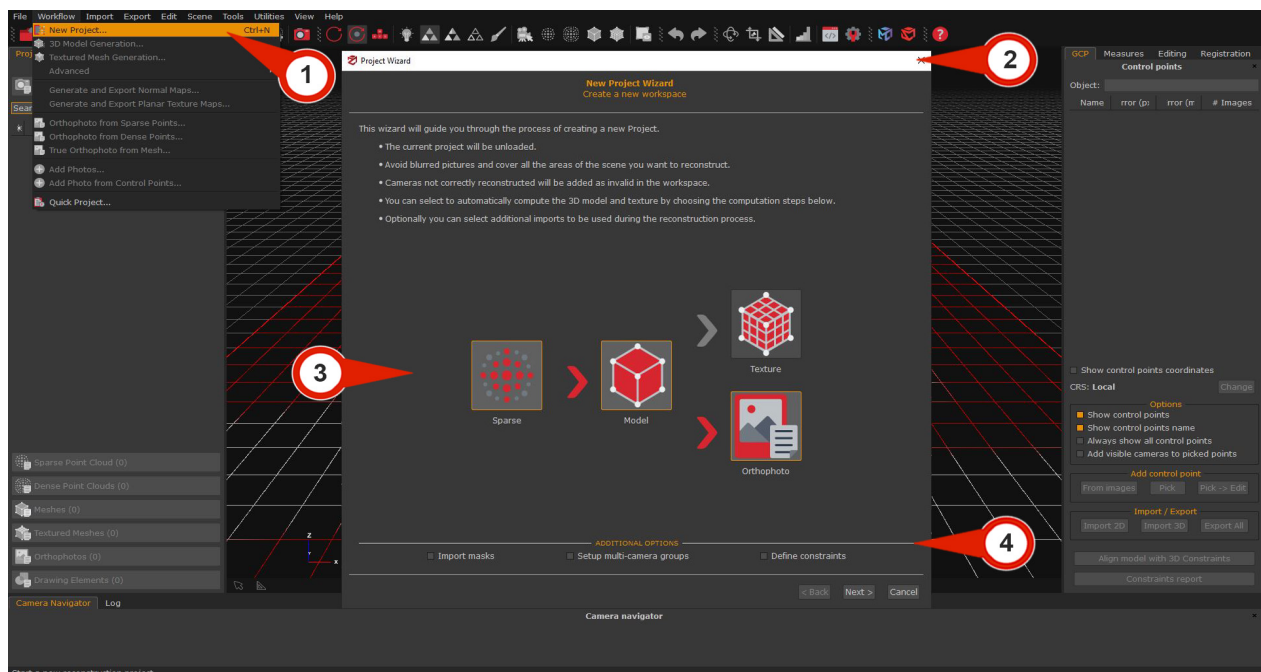 File Workflow Import Export Edit Scene Tools Utilities View Help
New Project... Ctrl+N
3D Model Generation...
Textured Mesh Generation...
Advanced
Generate and Export Normal Maps...
Generate and Export Planar Texture Maps...
Orthophoto from Sparse Points...
Orthophoto from Dense Points...
True Orthophoto from Mesh...
Add Photos...
Add Photo from Control Points...
Quick Project...
1
2
3
4
Project Wizard
New Project Wizard
Create a new workspace
This wizard will guide you through the process of creating a new Project.
• The current project will be unloaded.
• Avoid blurred pictures and cover all the areas of the scene you want to reconstruct.
• Cameras not correctly reconstructed will be added as invalid in the workspace.
• You can select to automatically compute the 3D model and texture by choosing the computation steps below.
• Optionally you can select additional imports to be used during the reconstruction process.
Sparse
Model
Texture
Orthophoto
ADDITIONAL OPTIONS
Import masks Setup multi-camera groups Define constraints
< Back Next > Cancel
GCP Measures Editing Registration
Control points
Object:
Name rror (p: rror (m # Images
Show control points coordinates
CRS: Local Change
Options
Show control points
Show control points name
Always show all control points
Add visible cameras to picked points
Add control point
From images Pick Pick -> Edit
Import / Export
Import 2D Import 3D Export All
Align model with 3D Constraints
Constraints report
Sparse Point Cloud (0)
Dense Point Clouds (0)
Meshes (0)
Textured Meshes (0)
Orthophotos (0)
Drawing Elements (0)
z
x
Camera Navigator Log
Camera navigator